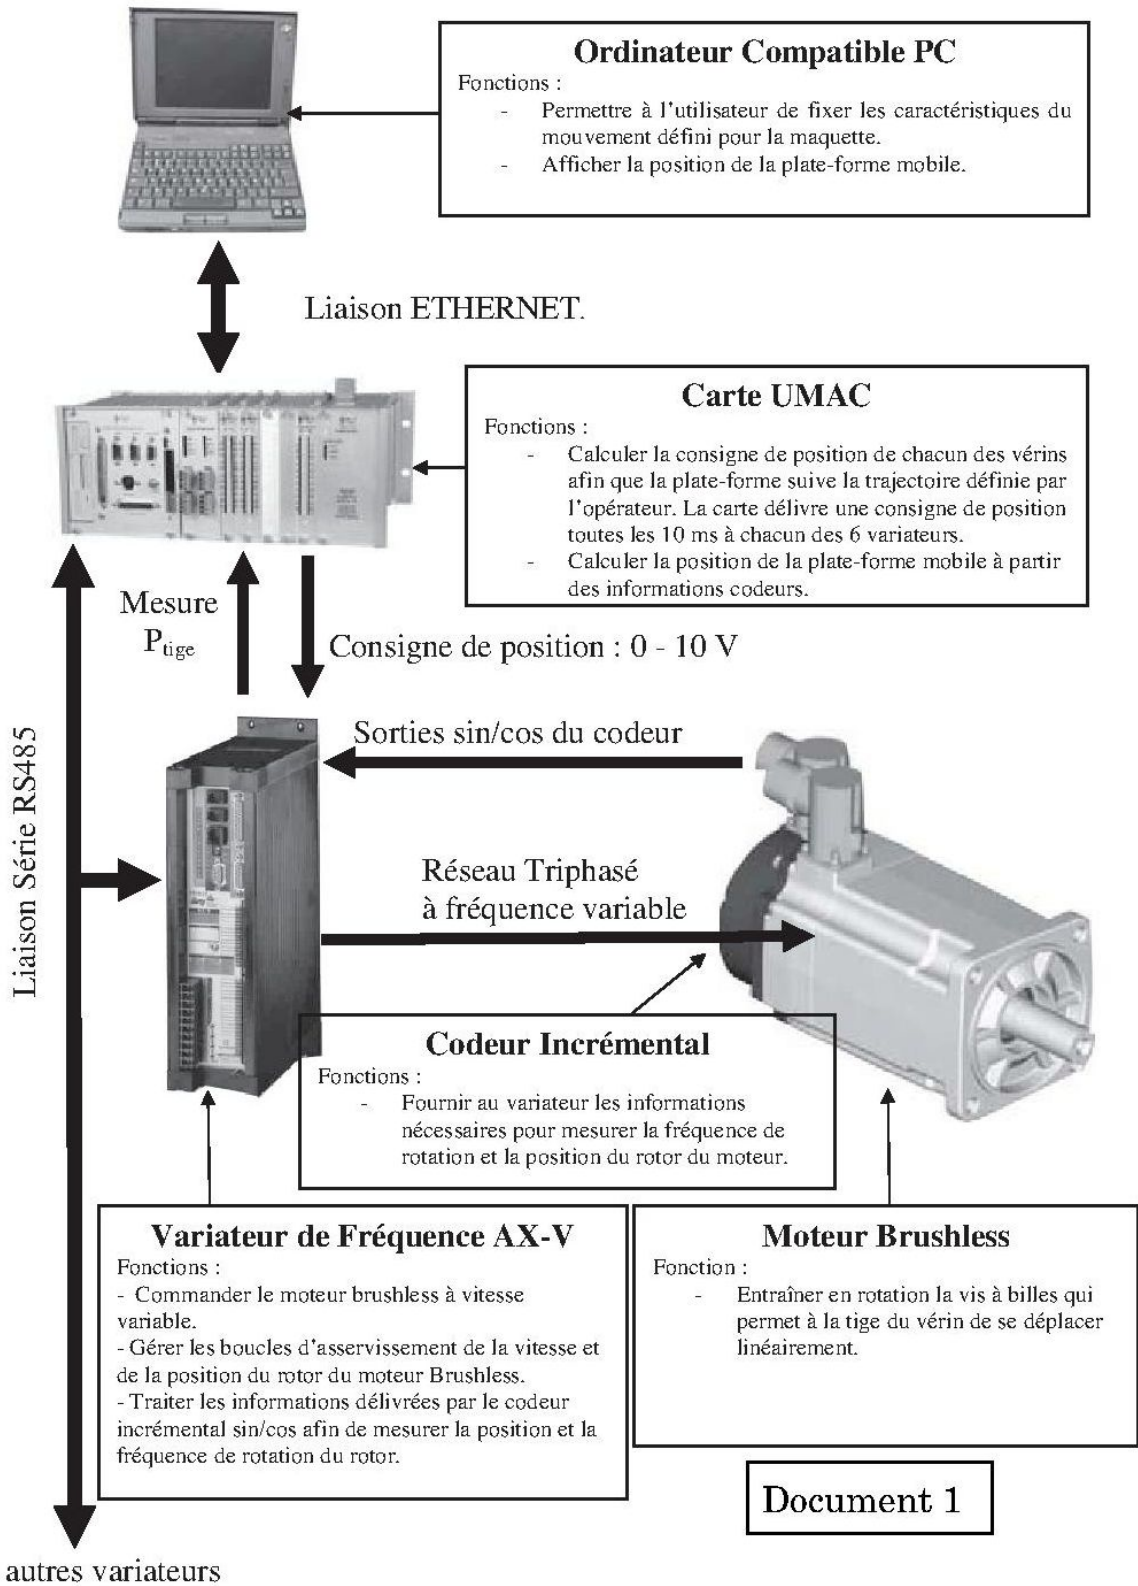 Ordinateur Compatible PC
Fonctions :
- Permettre à l'utilisateur de fixer les caractéristiques du
mouvement défini pour la maquette.
- Afficher la position de la plate-forme mobile.
Liaison ETHERNET.
Carte UMAC
Fonctions :
- Calculer la consigne de position de chacun des vérins
afin que la plate-forme suive la trajectoire définie par
l'opérateur. La carte délivre une consigne de position
toutes les 10 ms à chacun des 6 variateurs.
- Calculer la position de la plate-forme mobile à partir
des informations codeurs.
Mesure
Ptige
Consigne de position : 0 - 10 V
Liaison Série RS485
Sorties sin/cos du codeur
Réseau Triphasé
à fréquence variable
Codeur Incrémental
Fonctions :
- Fournir au variateur les informations
nécessaires pour mesurer la fréquence de
rotation et la position du rotor du moteur.
Variateur de Fréquence AX-V
Fonctions :
- Commander le moteur brushless à vitesse
variable.
- Gérer les boucles d'asservissement de la vitesse et
de la position du rotor du moteur Brushless.
- Traiter les informations délivrées par le codeur
incrémental sin/cos afin de mesurer la position et la
fréquence de rotation du rotor.
Moteur Brushless
Fonction :
- Entraîner en rotation la vis à billes qui
permet à la tige du vérin de se déplacer
linéairement.
Document 1
autres variateurs